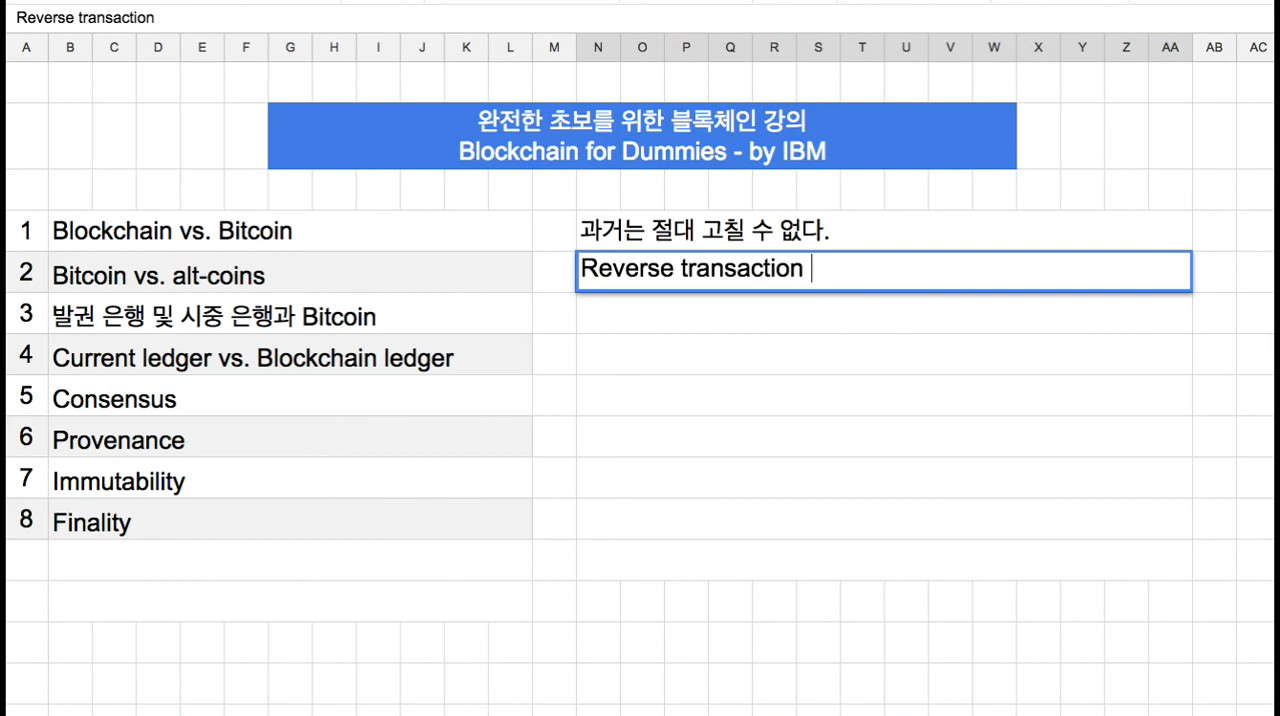 Reverse transaction
A B C D E F G H I J K L M N O P Q R S T U V W X Y Z AA AB AC
완전한 초보를 위한 블록체인 강의
Blockchain for Dummies - by IBM
1 Blockchain vs. Bitcoin
과거는 절대 고칠 수 없다.
2 Bitcoin vs. alt-coins
Reverse transaction
3 발권 은행 및 시중 은행과 Bitcoin
4 Current ledger vs. Blockchain ledger
5 Consensus
6 Provenance
7 Immutability
8 Finality